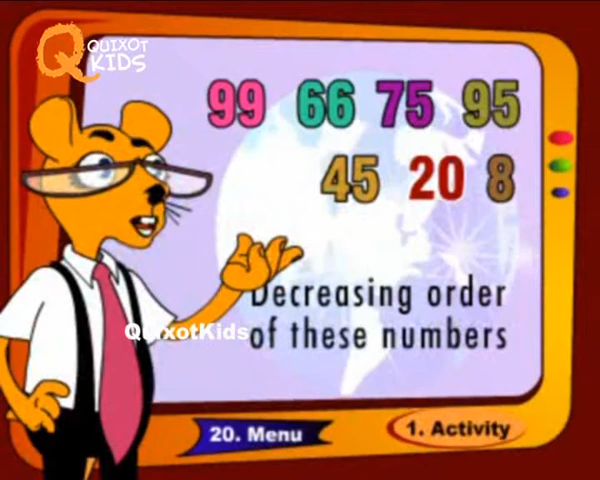 QUIXOT
KIDS
99 66 75 95
45 20 8
Decreasing order
of these numbers
QuixotKids
20. Menu
1. Activity